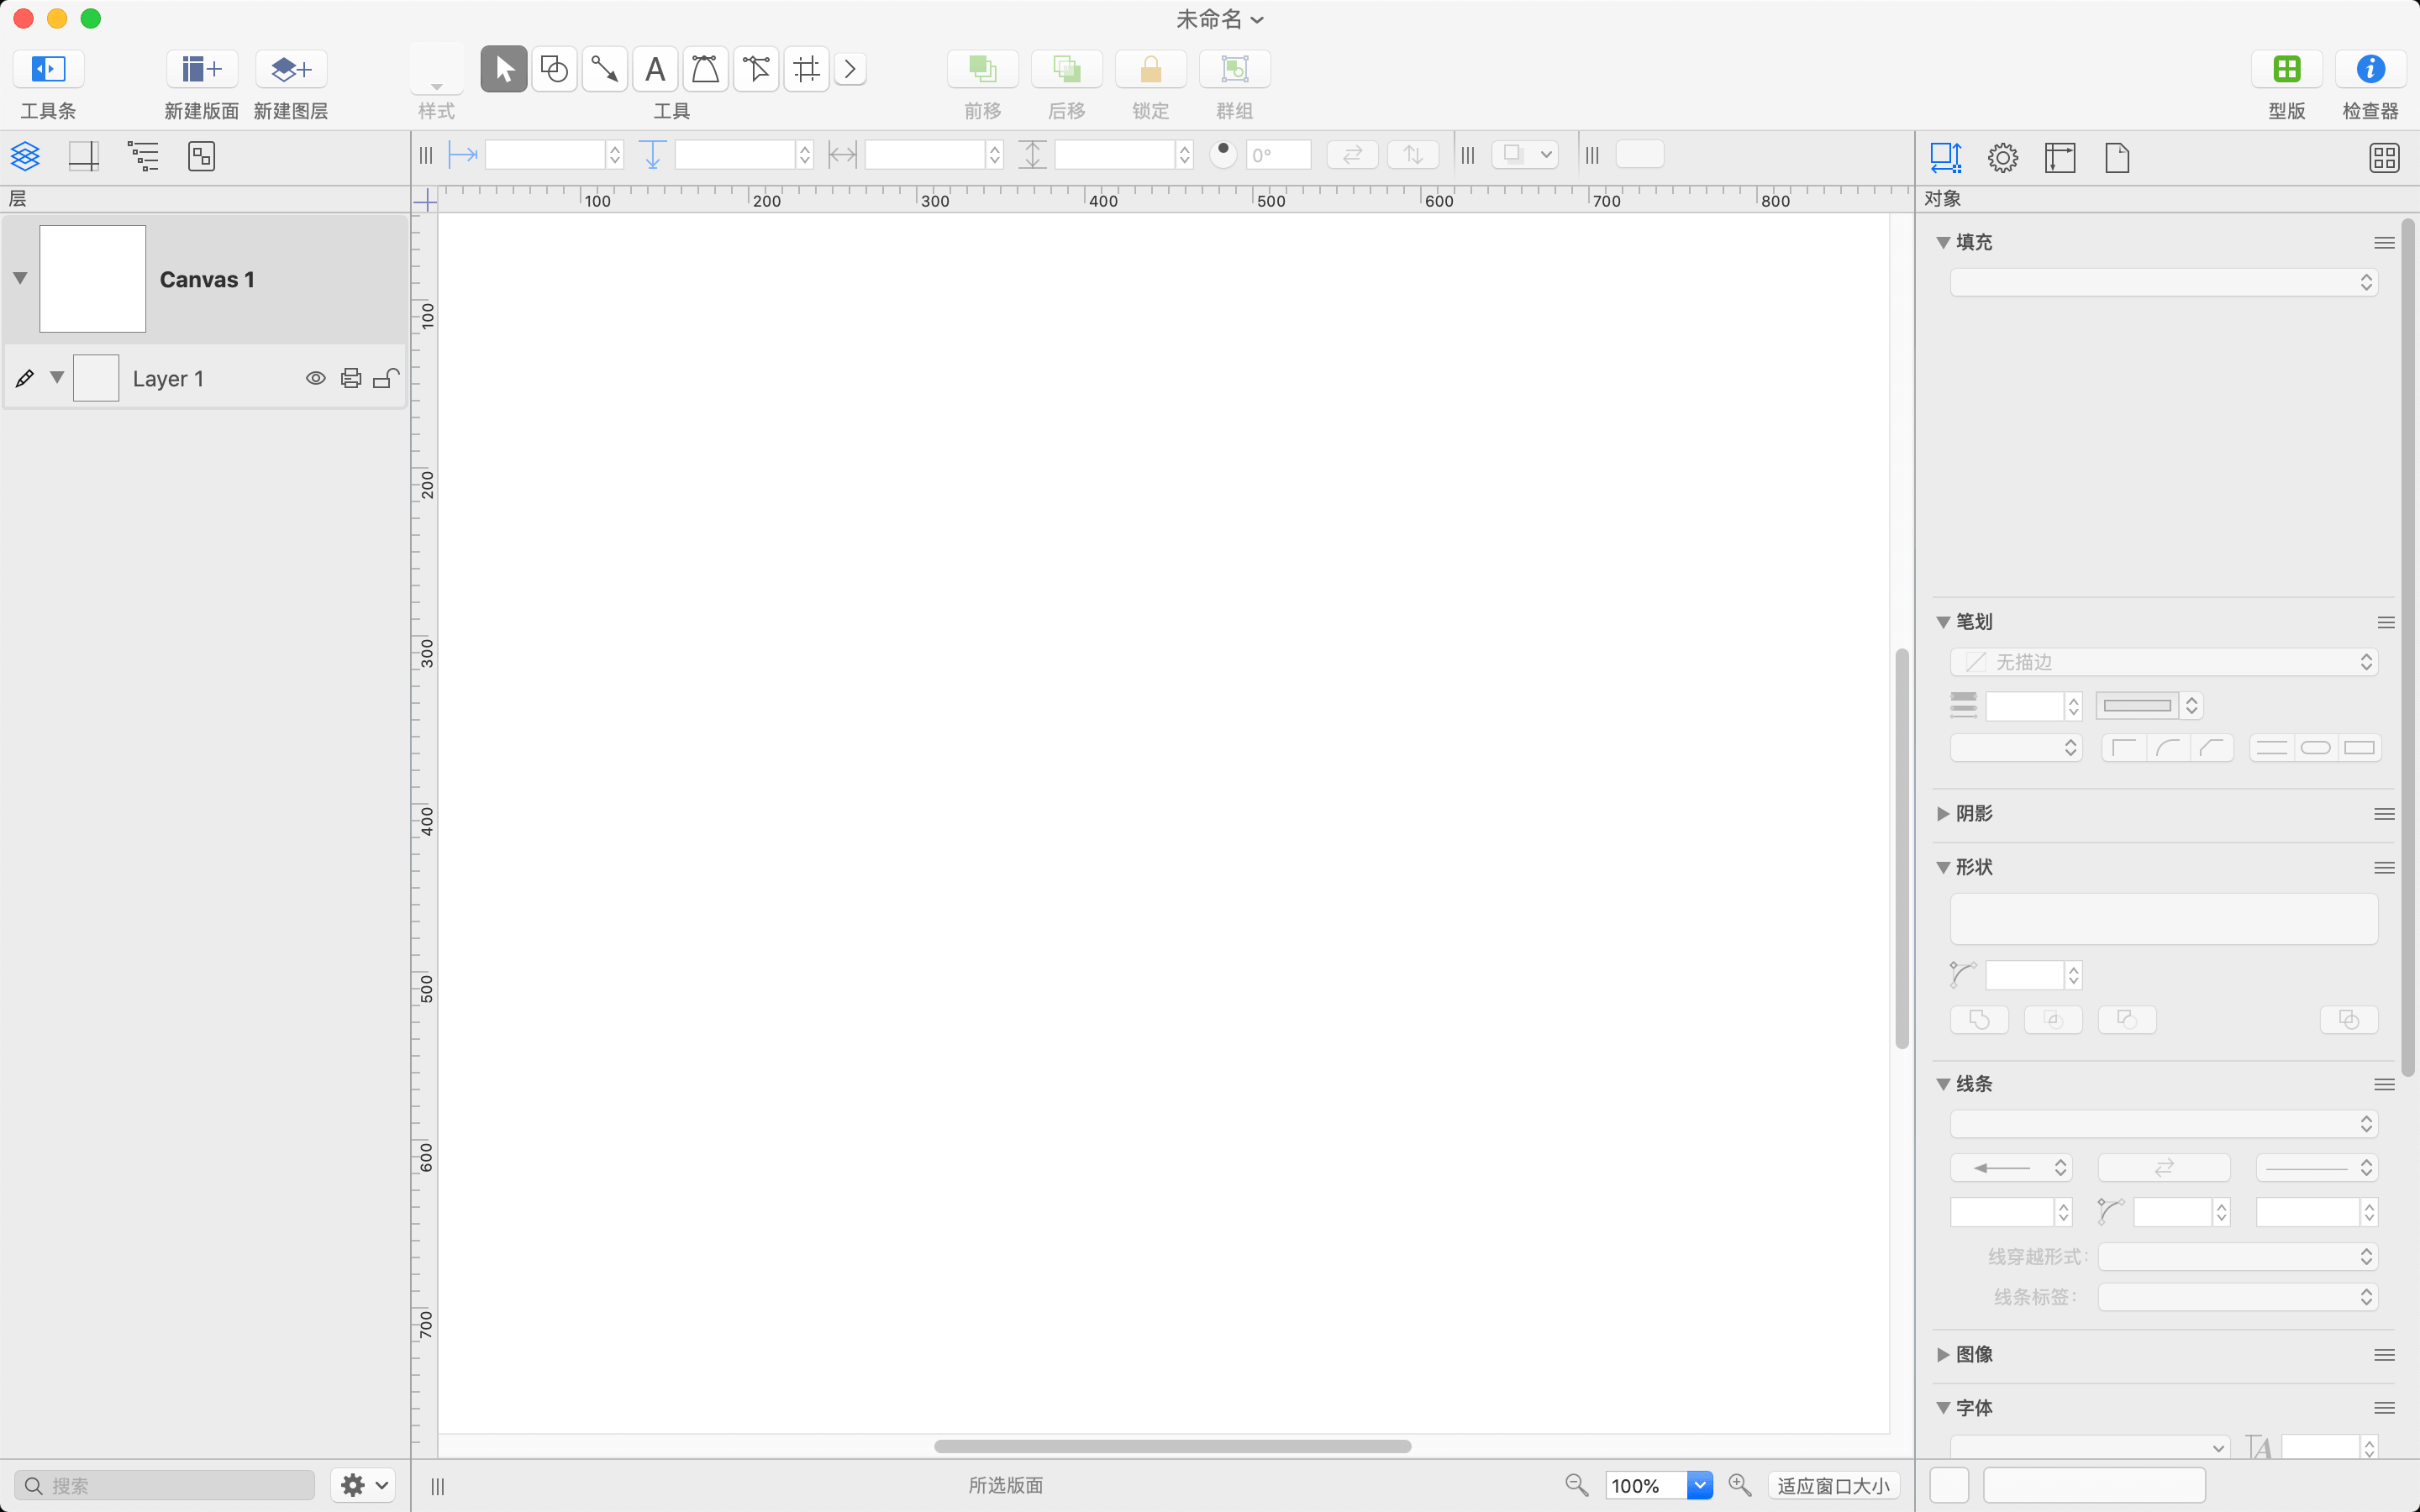 未命名
工具条
新建版面
新建图层
样式
工具
前移
后移
锁定
群组
型版
检查器
0°
层
100 200 300 400 500 600 700 800
对象
Canvas 1
Layer 1
100
200
300
400
500
600
700
填充
笔划
无描边
阴影
形状
线条
线穿越形式:
线条标签:
图像
字体
搜索
所选版面
100%
适应窗口大小